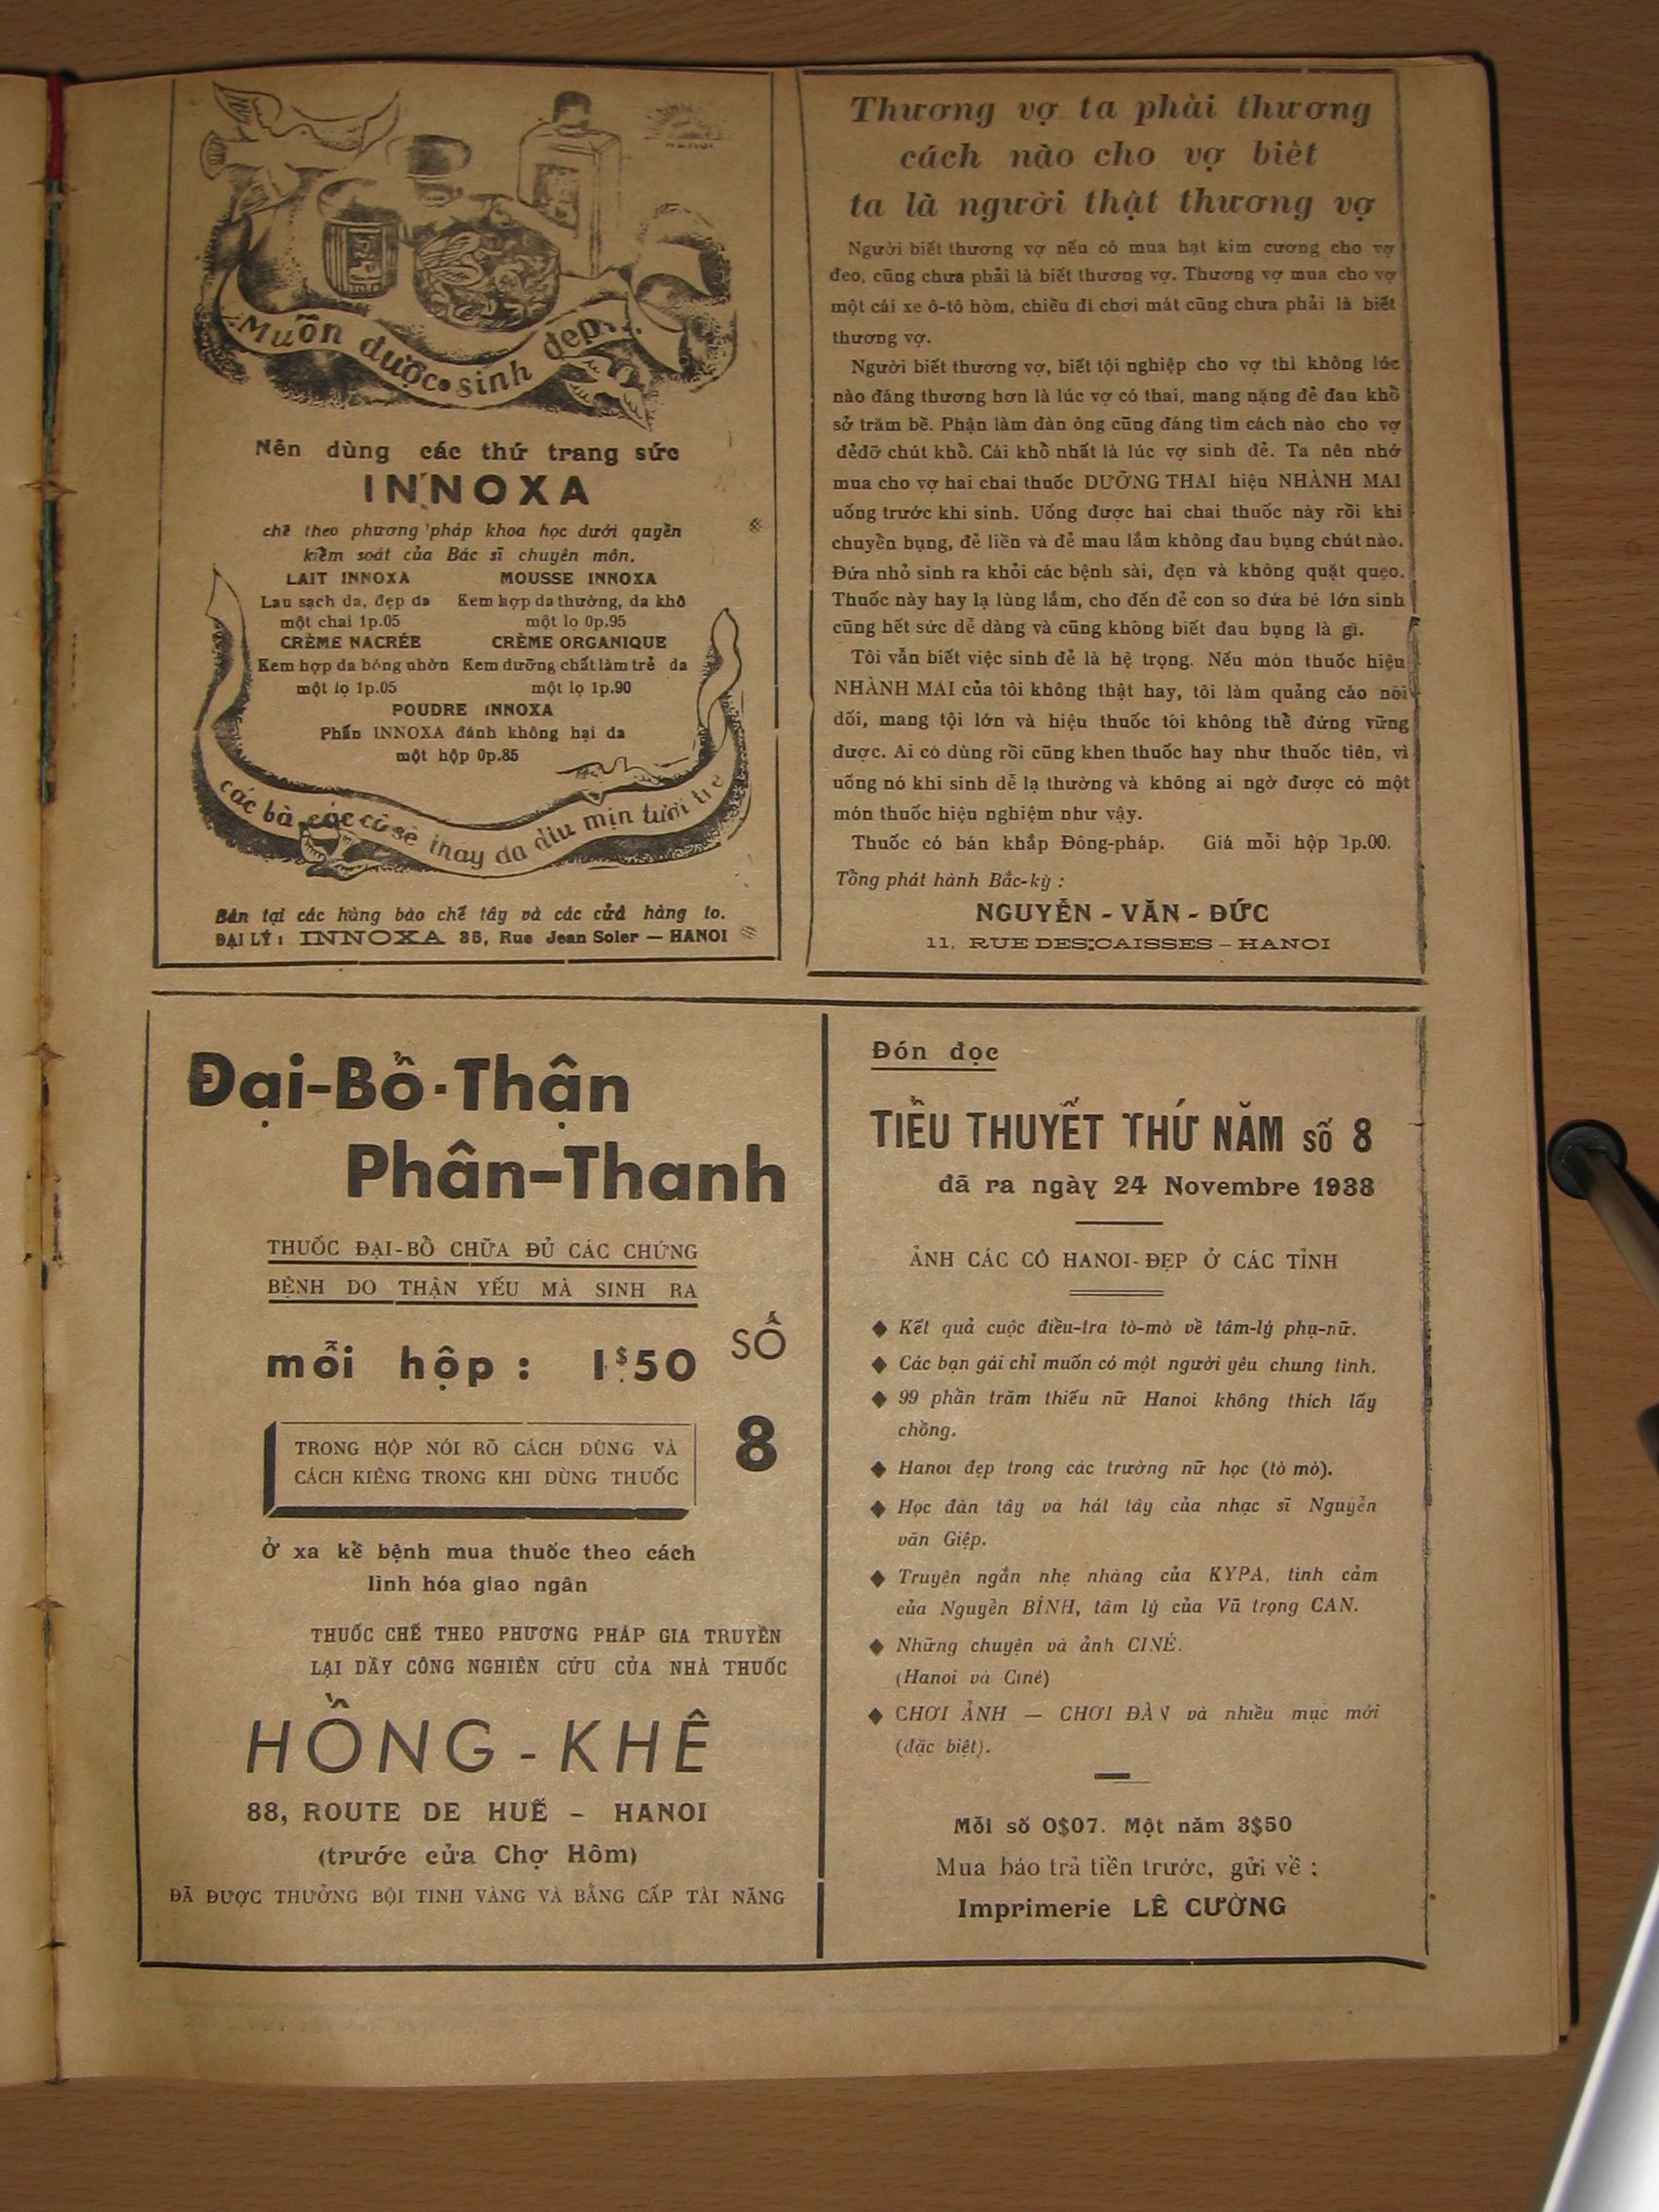 Muốn được sinh đẹp...
Nên dùng các thứ trang sức
INNOXA
chế theo phương pháp khoa học dưới quyền
kiểm soát của Bác sĩ chuyên môn.
LAIT INNOXA
Lau sạch da, đẹp da
một chai 1p.05
MOUSSE INNOXA
Kem hợp da thường, da khô
một lọ 0p.95
CRÈME NACRÉE
Kem hợp da bóng nhờn
một lọ 1p.05
CRÈME ORGANIQUE
Kem dưỡng chất làm trẻ da
một lọ 1p.90
POUDRE INNOXA
Phấn INNOXA đánh không hại da
một hộp 0p.85
các bà các cô sẽ thay da dịu mịn tươi trẻ
Bán tại các hàng bào chế tây và các cửa hàng to.
ĐẠI LÝ: INNOXA 35, Rue Jean Soler — HANOI
Thương vợ ta phải thương
cách nào cho vợ biết
ta là người thật thương vợ
Người biết thương vợ nếu có mua hạt kim cương cho vợ
đeo, cũng chưa phải là biết thương vợ. Thương vợ mua cho vợ
một cái xe ô-tô hòm, chiều đi chơi mát cũng chưa phải là biết
thương vợ.
Người biết thương vợ, biết tội nghiệp cho vợ thì không lúc
nào đáng thương hơn là lúc vợ có thai, mang nặng đẻ đau khổ
sở trăm bề. Phận làm đàn ông cũng đáng tìm cách nào cho vợ
đẻđỡ chút khổ. Cái khổ nhất là lúc vợ sinh đẻ. Ta nên nhớ
mua cho vợ hai chai thuốc DƯỠNG THAI hiệu NHÀNH MAI
uống trước khi sinh. Uống được hai chai thuốc này rồi khi
chuyển bụng, đẻ liền và đẻ mau lắm không đau bụng chút nào.
Đứa nhỏ sinh ra khỏi các bệnh sài, đẹn và không quặt quẹo.
Thuốc này hay lạ lùng lắm, cho đến đẻ con so đứa bé lớn sinh
cũng hết sức dễ dàng và cũng không biết đau bụng là gì.
Tôi vẫn biết việc sinh đẻ là hệ trọng. Nếu món thuốc hiệu
NHÀNH MAI của tôi không thật hay, tôi làm quảng cáo nói
dối, mang tội lớn và hiệu thuốc tôi không thể đứng vững
được. Ai có dùng rồi cũng khen thuốc hay như thuốc tiên, vì
uống nó khi sinh dễ lạ thường và không ai ngờ được có một
món thuốc hiệu nghiệm như vậy.
Thuốc có bán khắp Đông-pháp. Giá mỗi hộp 1p.00.
Tổng phát hành Bắc-kỳ :
NGUYỄN - VĂN - ĐỨC
11, RUE DES CAISSES – HANOI
Đại-Bổ-Thận
Phân-Thanh
THUỐC ĐẠI-BỔ CHỮA ĐỦ CÁC CHỨNG
BỆNH DO THẬN YẾU MÀ SINH RA
mỗi hộp : 1$50
SỐ
8
TRONG HỘP NÓI RÕ CÁCH DÙNG VÀ
CÁCH KIÊNG TRONG KHI DÙNG THUỐC
Ở xa kể bệnh mua thuốc theo cách
lĩnh hóa giao ngân
THUỐC CHẾ THEO PHƯƠNG PHÁP GIA TRUYỀN
LẠI DẦY CÔNG NGHIÊN CỨU CỦA NHÀ THUỐC
HỒNG-KHÊ
88, ROUTE DE HUẾ – HANOI
(trước cửa Chợ Hôm)
ĐÃ ĐƯỢC THƯỞNG BỘI TINH VÀNG VÀ BẰNG CẤP TÀI NĂNG
Đón đọc
TIỂU THUYẾT THỨ NĂM số 8
đã ra ngày 24 Novembre 1938
ẢNH CÁC CÔ HANOI-ĐẸP Ở CÁC TỈNH
◆ Kết quả cuộc điều-tra tò-mò về tâm-lý phụ-nữ.
◆ Các bạn gái chỉ muốn có một người yêu chung tình.
◆ 99 phần trăm thiếu nữ Hanoi không thích lấy
chồng.
◆ Hanoi đẹp trong các trường nữ học (tò mò).
◆ Học đàn tây và hát tây của nhạc sĩ Nguyễn
văn Giệp.
◆ Truyện ngắn nhẹ nhàng của KYPA, tình cảm
của Nguyễn BÍNH, tâm lý của Vũ trọng CAN.
◆ Những chuyện và ảnh CINÉ.
(Hanoi và Ciné)
◆ CHƠI ẢNH — CHƠI ĐÀN và nhiều mục mới
(đặc biệt).
Mỗi số 0$07. Một năm 3$50
Mua báo trả tiền trước, gửi về :
Imprimerie LÊ CƯỜNG